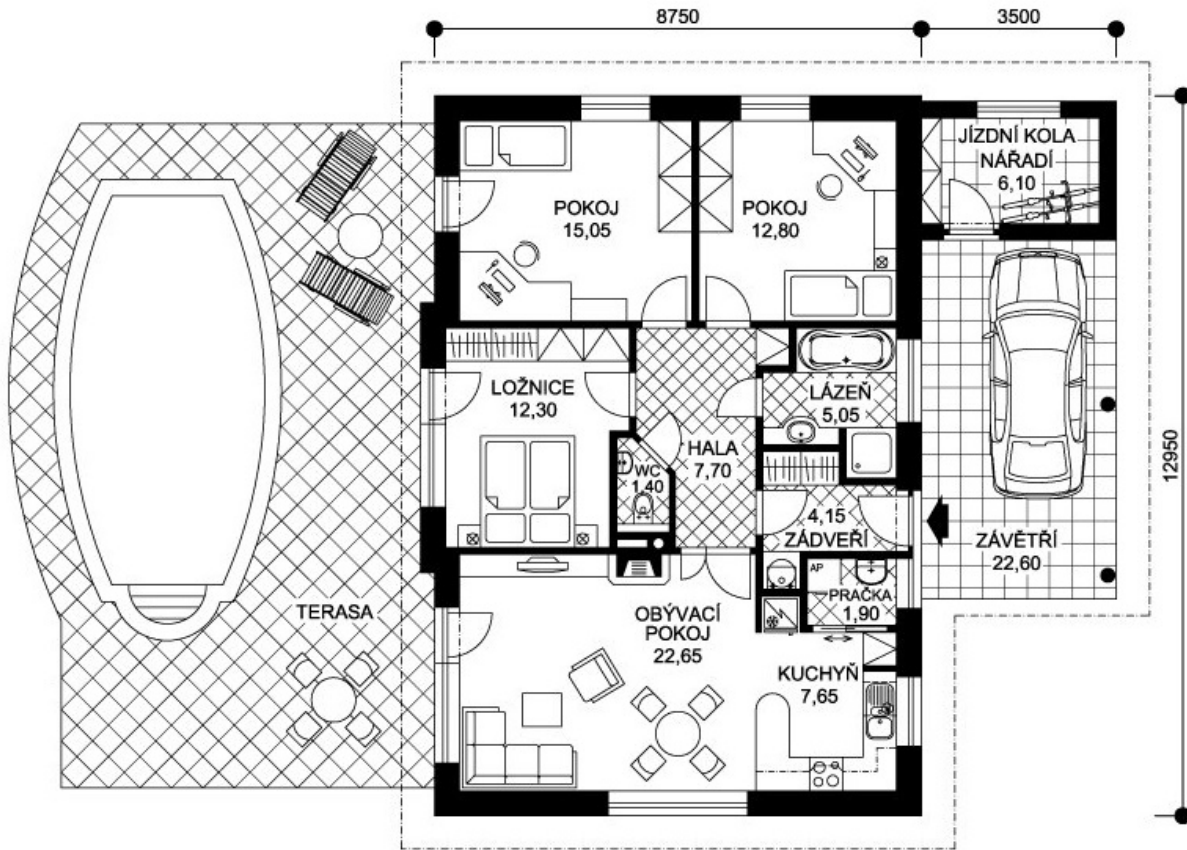 8750
3500
JÍZDNÍ KOLA
NÁŘADÍ
6,10
POKOJ
15,05
POKOJ
12,80
LOŽNICE
12,30
LÁZEŇ
5,05
HALA
7,70
WC
1,40
12950
4,15
ZÁDVEŘÍ
ZÁVĚTŘÍ
22,60
AP
PRAČKA
1,90
TERASA
OBÝVACÍ
POKOJ
22,65
KUCHYŇ
7,65